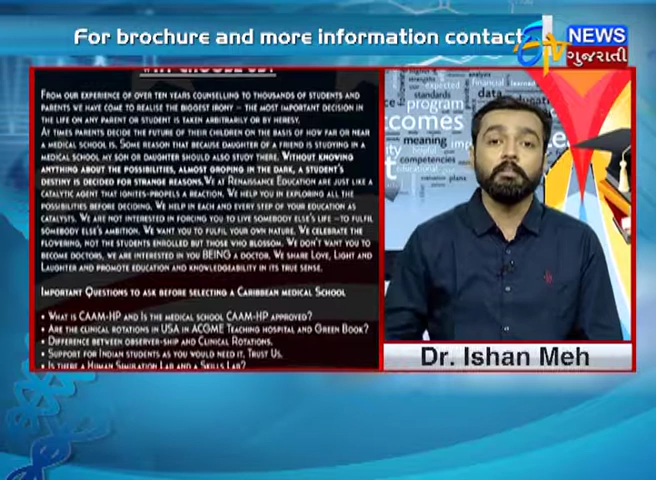 For brochure and more information contact
ETV NEWS
ગુજરાતી
WHY CHOOSE US?
FROM OUR EXPERIENCE OF OVER TEN YEARS COUNSELLING TO THOUSANDS OF STUDENTS AND
PARENTS WE HAVE COME TO REALISE THE BIGGEST IRONY – THE MOST IMPORTANT DECISION IN
THE LIFE ON ANY PARENT OR STUDENT IS TAKEN ARBITRARILY OR BY HERESY.
AT TIMES PARENTS DECIDE THE FUTURE OF THEIR CHILDREN ON THE BASIS OF HOW FAR OR NEAR
A MEDICAL SCHOOL IS. SOME REASON THAT BECAUSE DAUGHTER OF A FRIEND IS STUDYING IN A
MEDICAL SCHOOL MY SON OR DAUGHTER SHOULD ALSO STUDY THERE. WITHOUT KNOWING
ANYTHING ABOUT THE POSSIBILITIES, ALMOST GROPING IN THE DARK, A STUDENT'S
DESTINY IS DECIDED FOR STRANGE REASONS. WE AT RENAISSANCE EDUCATION ARE JUST LIKE A
CATALYTIC AGENT THAT IGNITES-PROPELS A REACTION. WE HELP YOU IN EXPLORING ALL THE
POSSIBILITIES BEFORE DECIDING. WE HELP IN EACH AND EVERY STEP OF YOUR EDUCATION AS
CATALYSTS. WE ARE NOT INTERESTED IN FORCING YOU TO LIVE SOMEBODY ELSE'S LIFE –TO FULFIL
SOMEBODY ELSE'S AMBITION. WE WANT YOU TO FULFIL YOUR OWN NATURE. WE CELEBRATE THE
FLOWERING, NOT THE STUDENTS ENROLLED BUT THOSE WHO BLOSSOM. WE DON'T WANT YOU TO
BECOME DOCTORS, WE ARE INTERESTED IN YOU BEING A DOCTOR. WE SHARE LOVE, LIGHT AND
LAUGHTER AND PROMOTE EDUCATION AND KNOWLEDGEABILITY IN ITS TRUE SENSE.
IMPORTANT QUESTIONS TO ASK BEFORE SELECTING A CARIBBEAN MEDICAL SCHOOL
• WHAT IS CAAM-HP AND IS THE MEDICAL SCHOOL CAAM-HP APPROVED?
• ARE THE CLINICAL ROTATIONS IN USA IN ACGME TEACHING HOSPITAL AND GREEN BOOK?
• DIFFERENCE BETWEEN OBSERVER-SHIP AND CLINICAL ROTATIONS.
• SUPPORT FOR INDIAN STUDENTS AS YOU WOULD NEED IT. TRUST US.
• IS THERE A HUMAN SIMULATION LAB AND A SKILLS LAB?
expected
standards
program
data
comes
meaning
competencies
helpful
plans
Dr. Ishan Meh